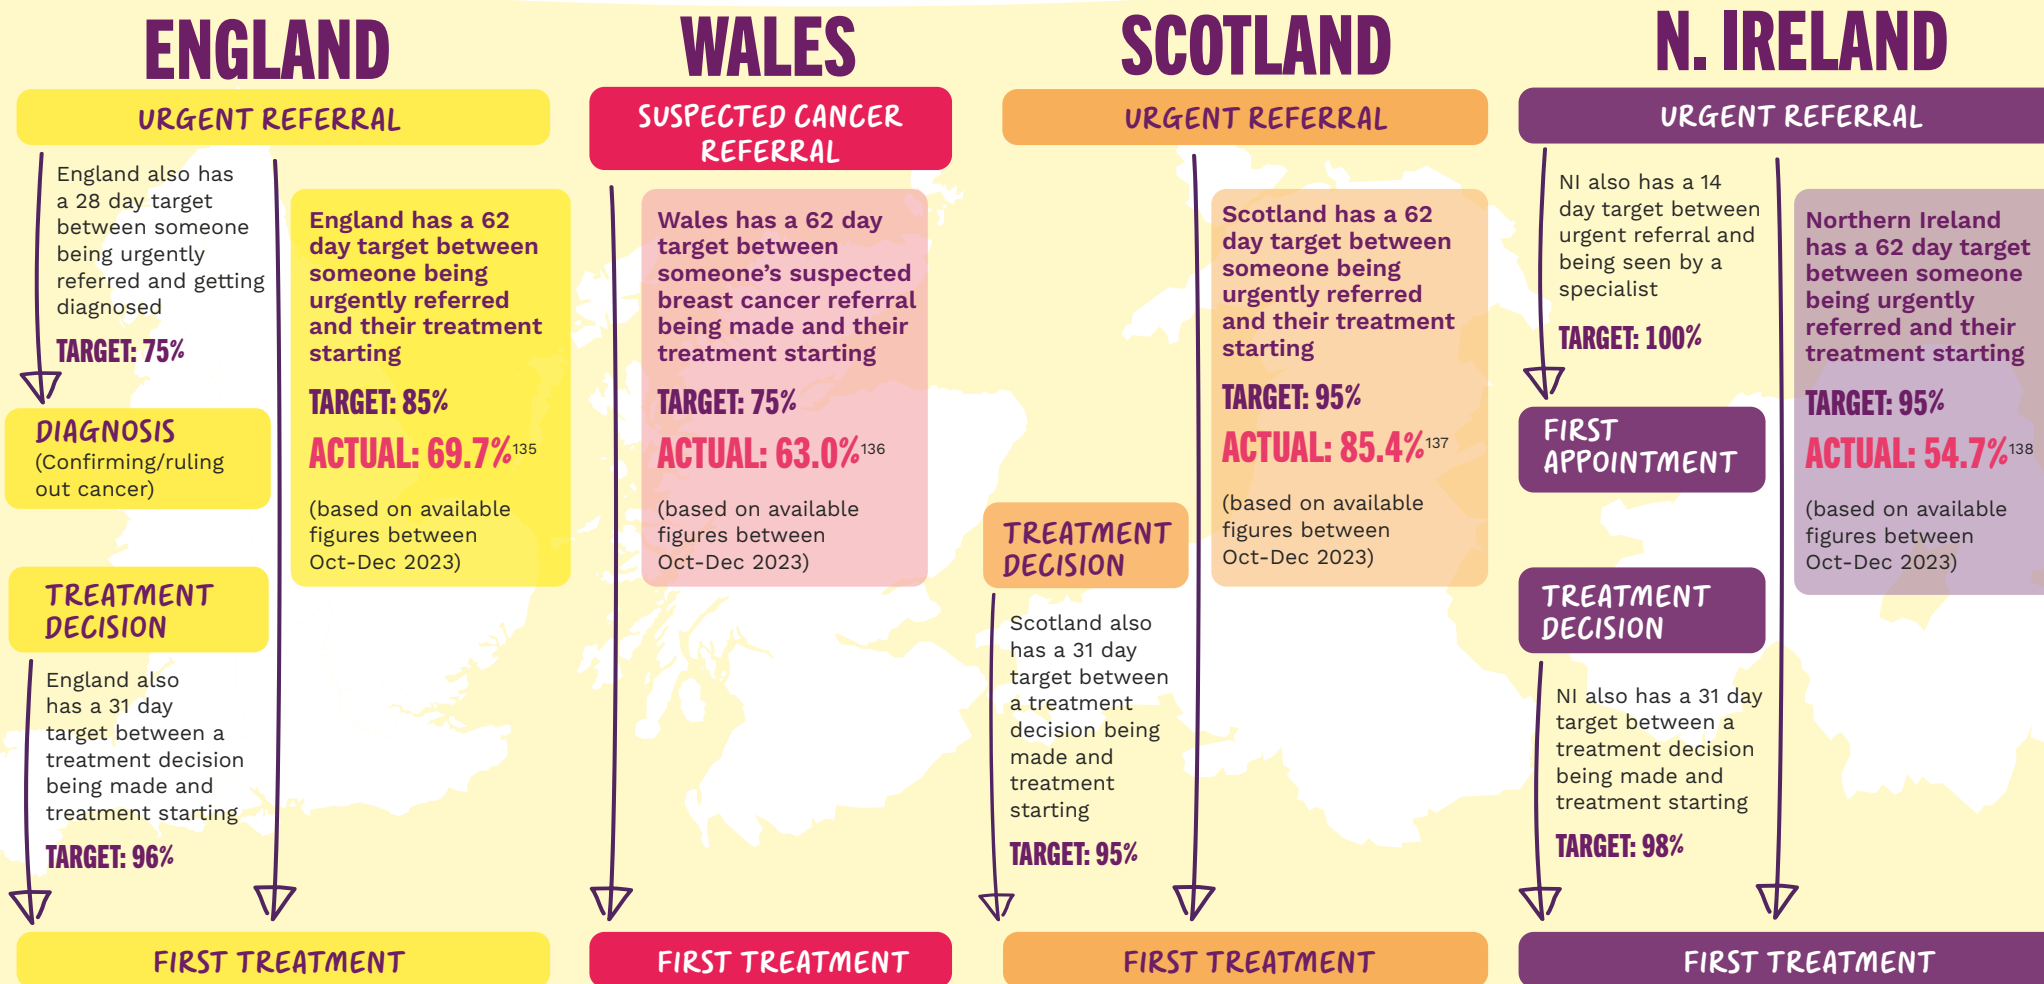 ENGLAND
URGENT REFERRAL
England also has
a 28 day target
between someone
being urgently
referred and getting
diagnosed
TARGET: 75%
DIAGNOSIS
(Confirming/ruling
out cancer)
TREATMENT
DECISION
England also
has a 31 day
target between a
treatment decision
being made and
treatment starting
TARGET: 96%
England has a 62
day target between
someone being
urgently referred
and their treatment
starting
TARGET: 85%
ACTUAL: 69.7%135
(based on available
figures between
Oct-Dec 2023)
FIRST TREATMENT
WALES
SUSPECTED CANCER
REFERRAL
Wales has a 62 day
target between
someone’s suspected
breast cancer referral
being made and their
treatment starting
TARGET: 75%
ACTUAL: 63.0%136
(based on available
figures between
Oct-Dec 2023)
FIRST TREATMENT
SCOTLAND
URGENT REFERRAL
Scotland has a 62
day target between
someone being
urgently referred
and their treatment
starting
TARGET: 95%
ACTUAL: 85.4%137
(based on available
figures between
Oct-Dec 2023)
TREATMENT
DECISION
Scotland also
has a 31 day
target between
a treatment
decision being
made and
treatment
starting
TARGET: 95%
FIRST TREATMENT
N. IRELAND
URGENT REFERRAL
NI also has a 14
day target between
urgent referral and
being seen by a
specialist
TARGET: 100%
FIRST
APPOINTMENT
TREATMENT
DECISION
NI also has a 31 day
target between a
treatment decision
being made and
treatment starting
TARGET: 98%
Northern Ireland
has a 62 day target
between someone
being urgently
referred and their
treatment starting
TARGET: 95%
ACTUAL: 54.7%138
(based on available
figures between
Oct-Dec 2023)
FIRST TREATMENT